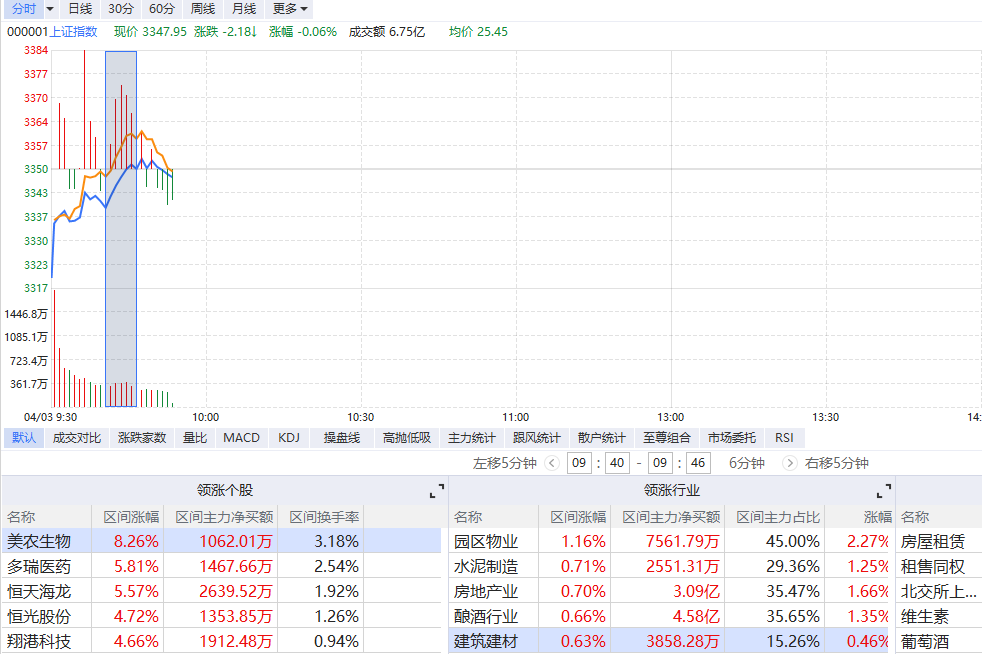 分时 日线 30分 60分 周线 月线 更多
000001上证指数 现价 3347.95 涨跌 -2.18↓ 涨幅 -0.06% 成交额 6.75亿 均价 25.45
3384
3377
3370
3364
3357
3350
3343
3337
3330
3323
3317
1446.8万
1085.1万
723.4万
361.7万
04/03 9:30 10:00 10:30 11:00 13:00 13:30 14:
默认 成交对比 涨跌家数 量比 MACD KDJ 操盘线 高抛低吸 主力统计 跟风统计 散户统计 至尊组合 市场委托 RSI
左移5分钟 09 : 40 - 09 : 46 6分钟 右移5分钟
领涨个股 领涨行业
名称 区间涨幅 区间主力净买额 区间换手率 名称 区间涨幅 区间主力净买额 区间主力占比 涨幅 名称
美农生物 8.26% 1062.01万 3.18% 园区物业 1.16% 7561.79万 45.00% 2.27% 房屋租赁
多瑞医药 5.81% 1467.66万 2.54% 水泥制造 0.71% 2551.31万 29.36% 1.25% 租售同权
恒天海龙 5.57% 2639.52万 1.92% 房地产业 0.70% 3.09亿 35.47% 1.66% 北交所上...
恒光股份 4.72% 1353.85万 1.26% 酿酒行业 0.66% 4.58亿 35.65% 1.35% 维生素
翔港科技 4.66% 1912.48万 0.94% 建筑建材 0.63% 3858.28万 15.26% 0.46% 葡萄酒